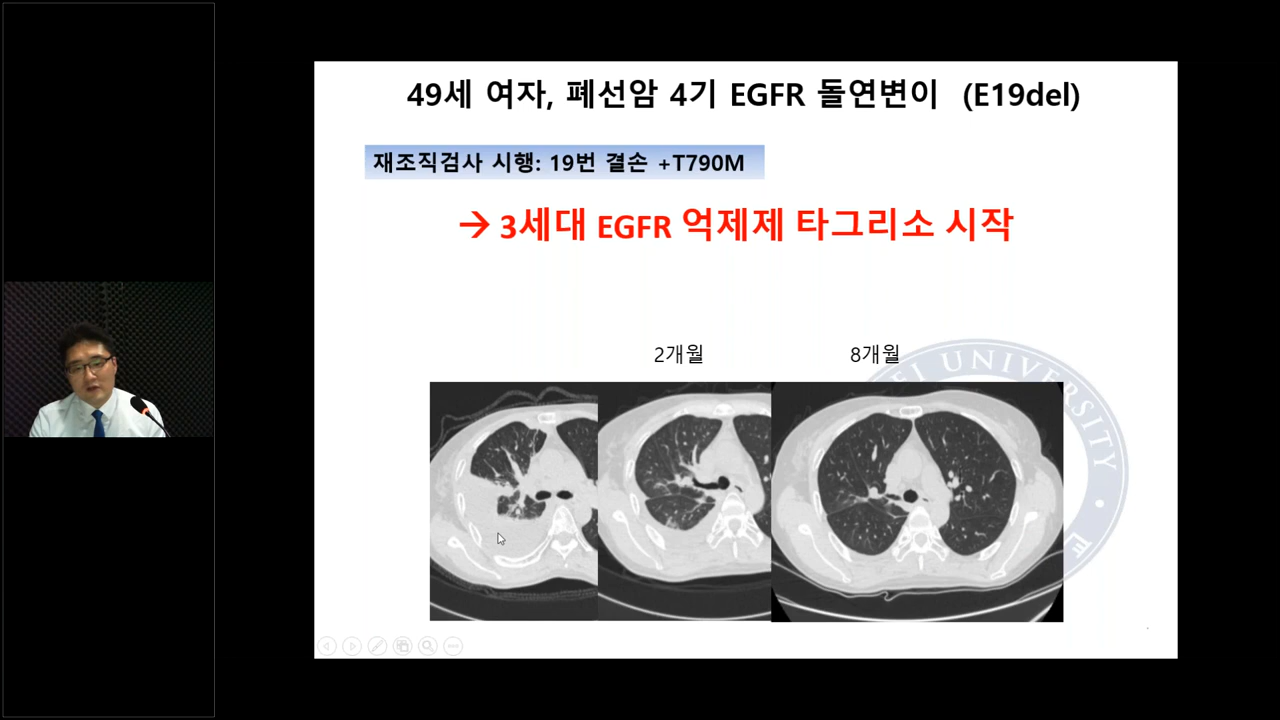 49세 여자, 폐선암 4기 EGFR 돌연변이 (E19del)
재조직검사 시행: 19번 결손 +T790M
→ 3세대 EGFR 억제제 타그리소 시작
2개월
8개월
UNIVERSITY